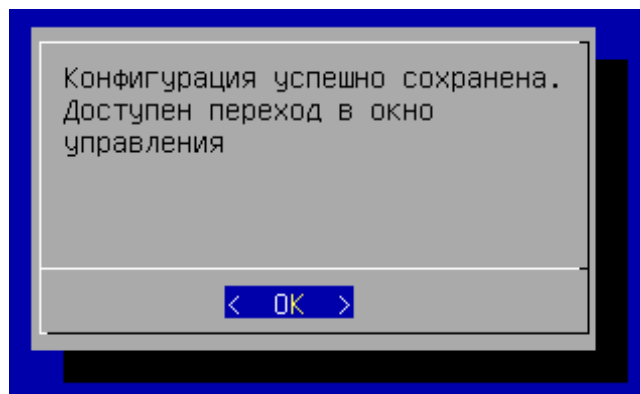 Конфигурация успешно сохранена.
Доступен переход в окно
управления
< OK >